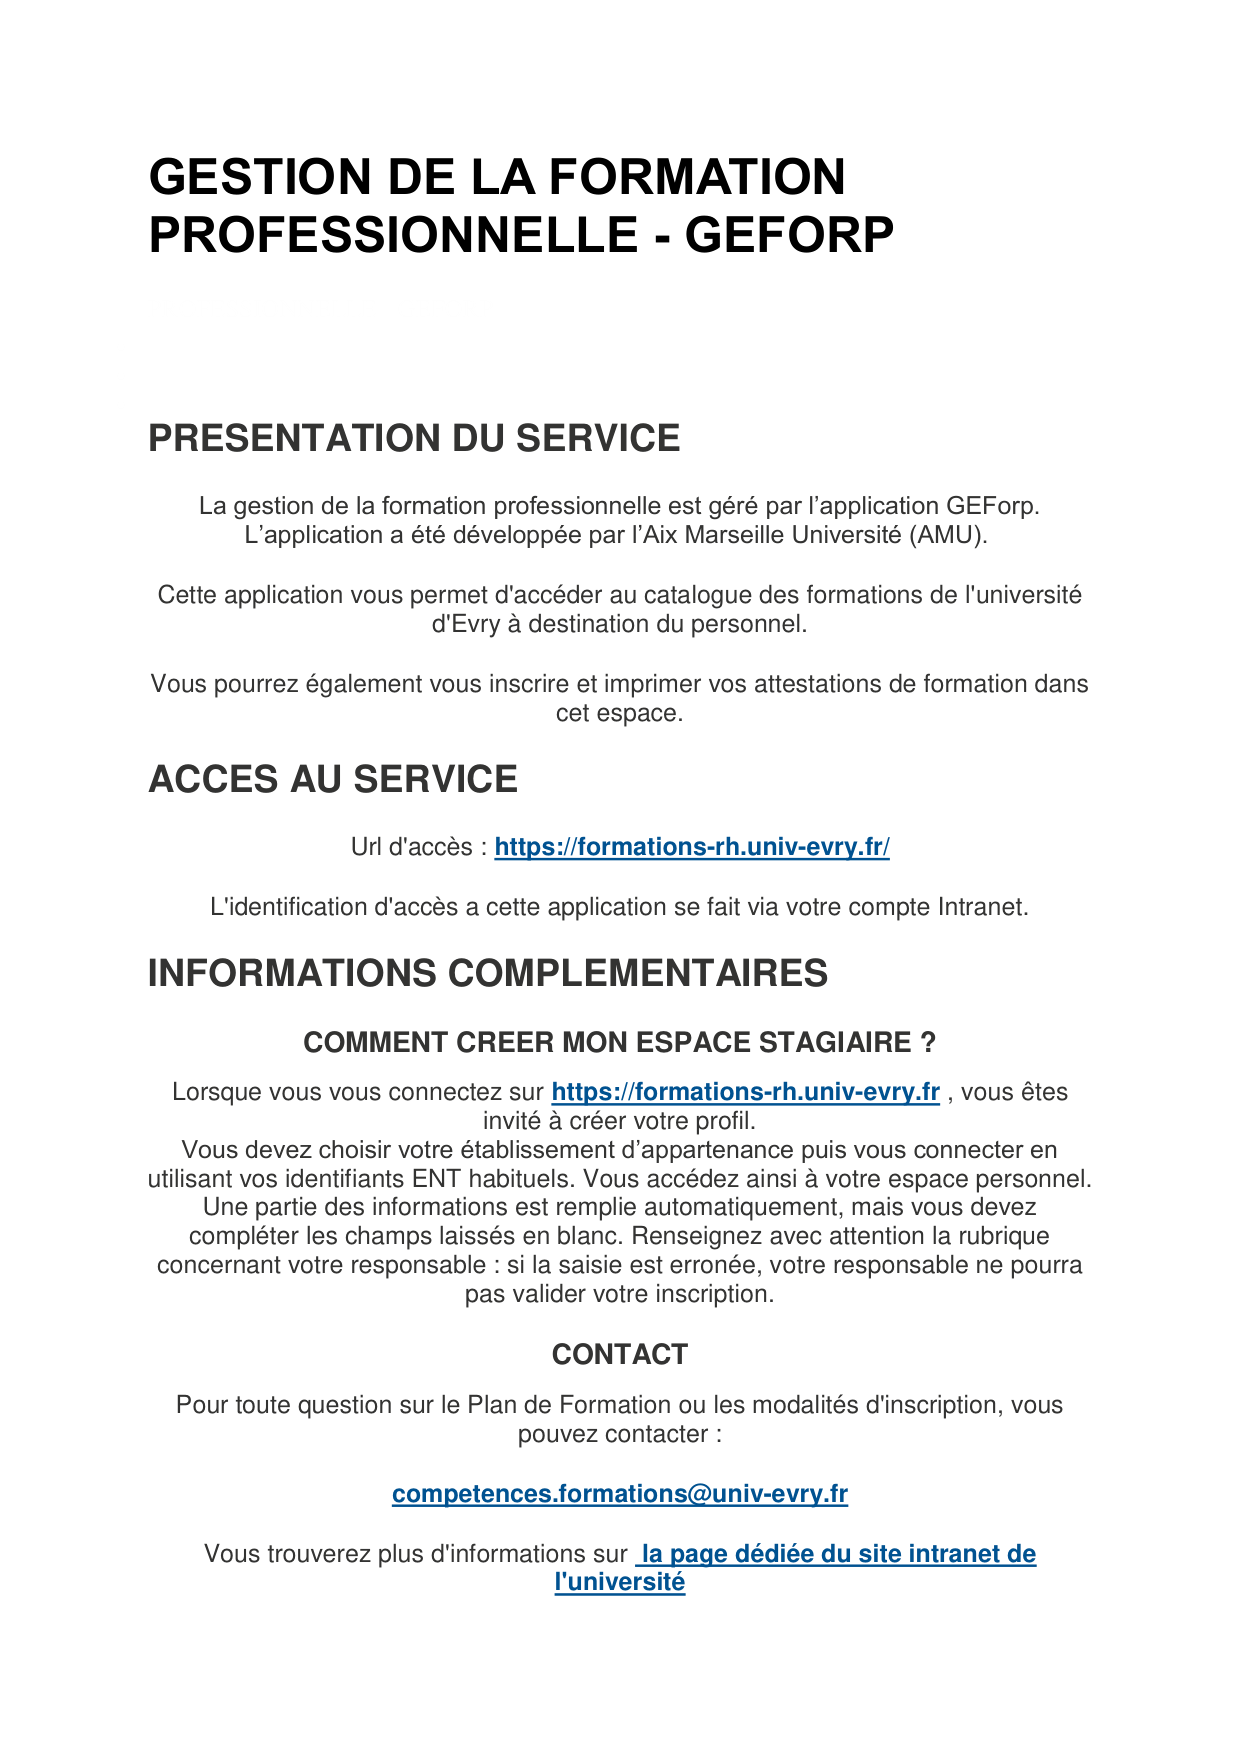 GESTION DE LA FORMATION
PROFESSIONNELLE - GEFORP
PRESENTATION DU SERVICE
La gestion de la formation professionnelle est géré par l’application GEForp.
L’application a été développée par l’Aix Marseille Université (AMU).
Cette application vous permet d'accéder au catalogue des formations de l'université
d'Evry à destination du personnel.
Vous pourrez également vous inscrire et imprimer vos attestations de formation dans
cet espace.
ACCES AU SERVICE
Url d'accès : https://formations-rh.univ-evry.fr/
L'identification d'accès a cette application se fait via votre compte Intranet.
INFORMATIONS COMPLEMENTAIRES
COMMENT CREER MON ESPACE STAGIAIRE ?
Lorsque vous vous connectez sur https://formations-rh.univ-evry.fr , vous êtes
invité à créer votre profil.
Vous devez choisir votre établissement d’appartenance puis vous connecter en
utilisant vos identifiants ENT habituels. Vous accédez ainsi à votre espace personnel.
Une partie des informations est remplie automatiquement, mais vous devez
compléter les champs laissés en blanc. Renseignez avec attention la rubrique
concernant votre responsable : si la saisie est erronée, votre responsable ne pourra
pas valider votre inscription.
CONTACT
Pour toute question sur le Plan de Formation ou les modalités d'inscription, vous
pouvez contacter :
competences.formations@univ-evry.fr
Vous trouverez plus d'informations sur la page dédiée du site intranet de
l'université